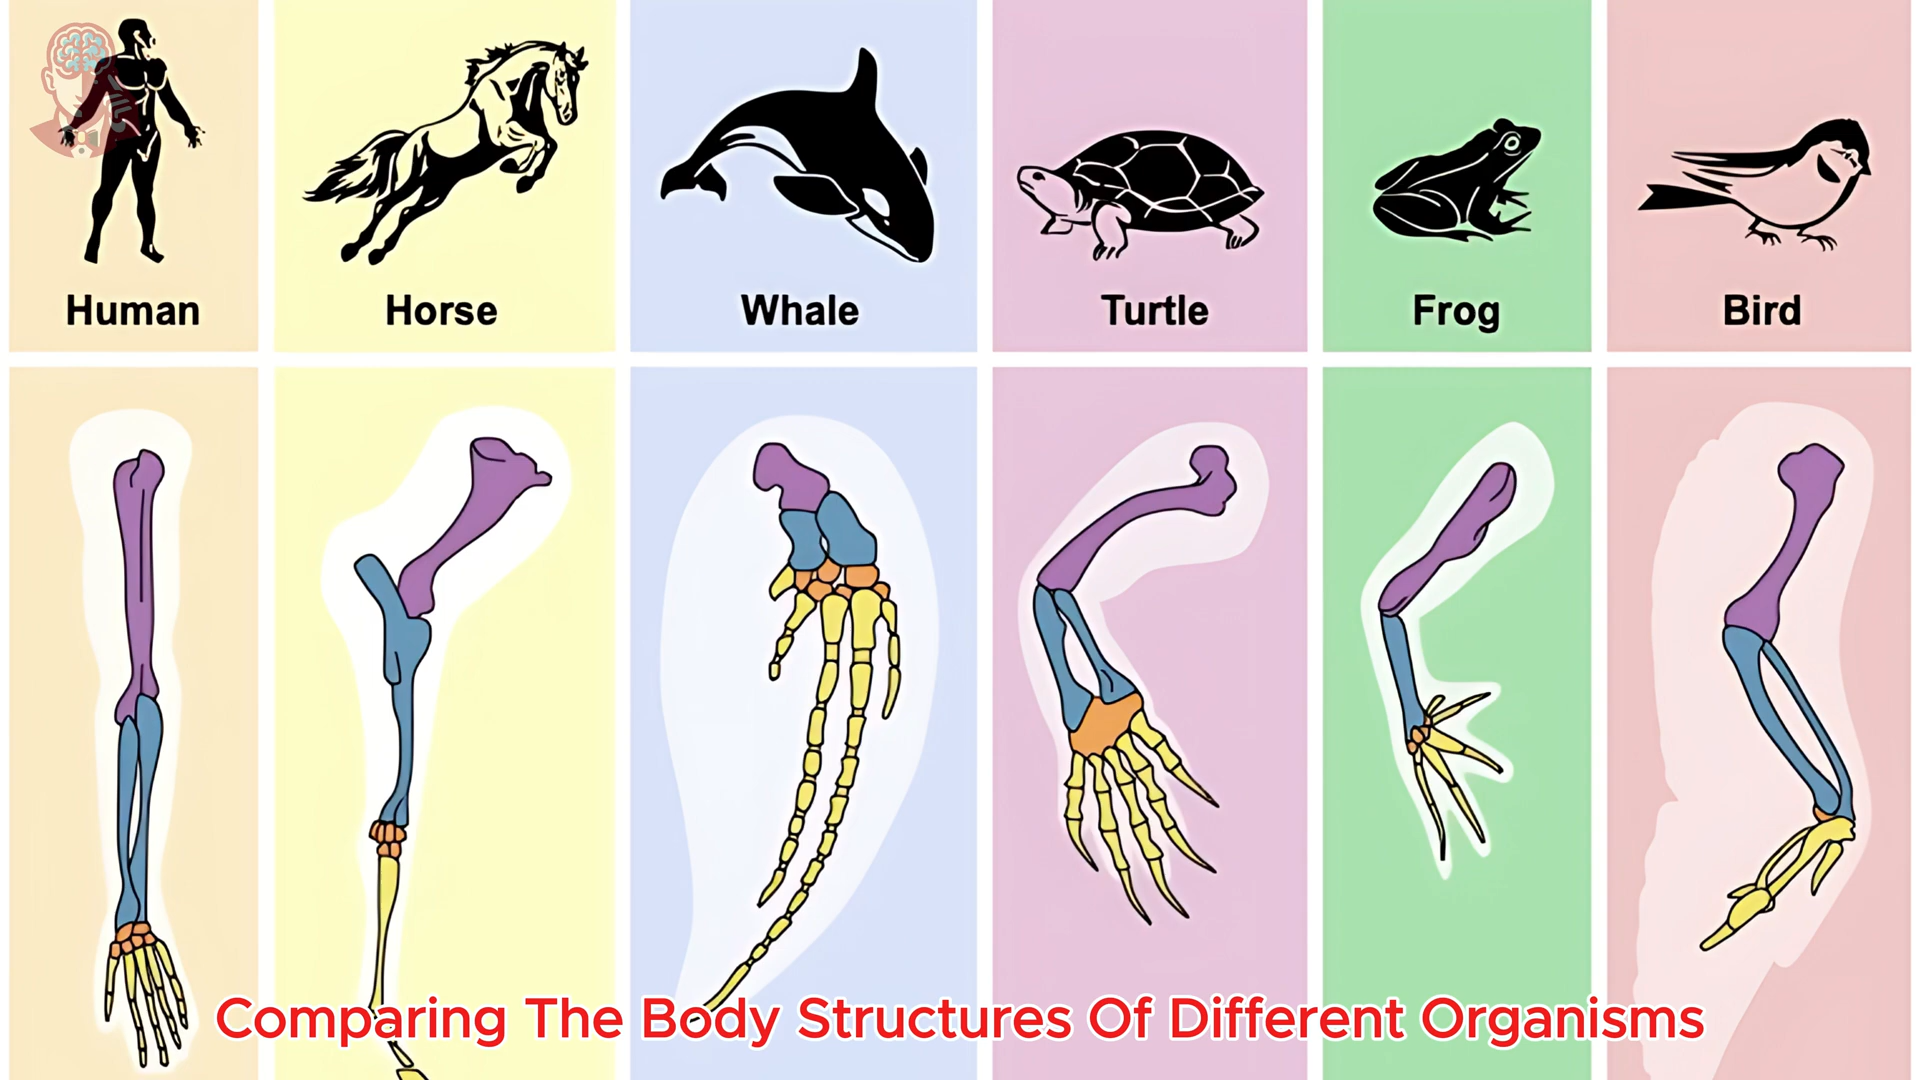 Human
Horse
Whale
Turtle
Frog
Bird
Comparing The Body Structures Of Different Organisms